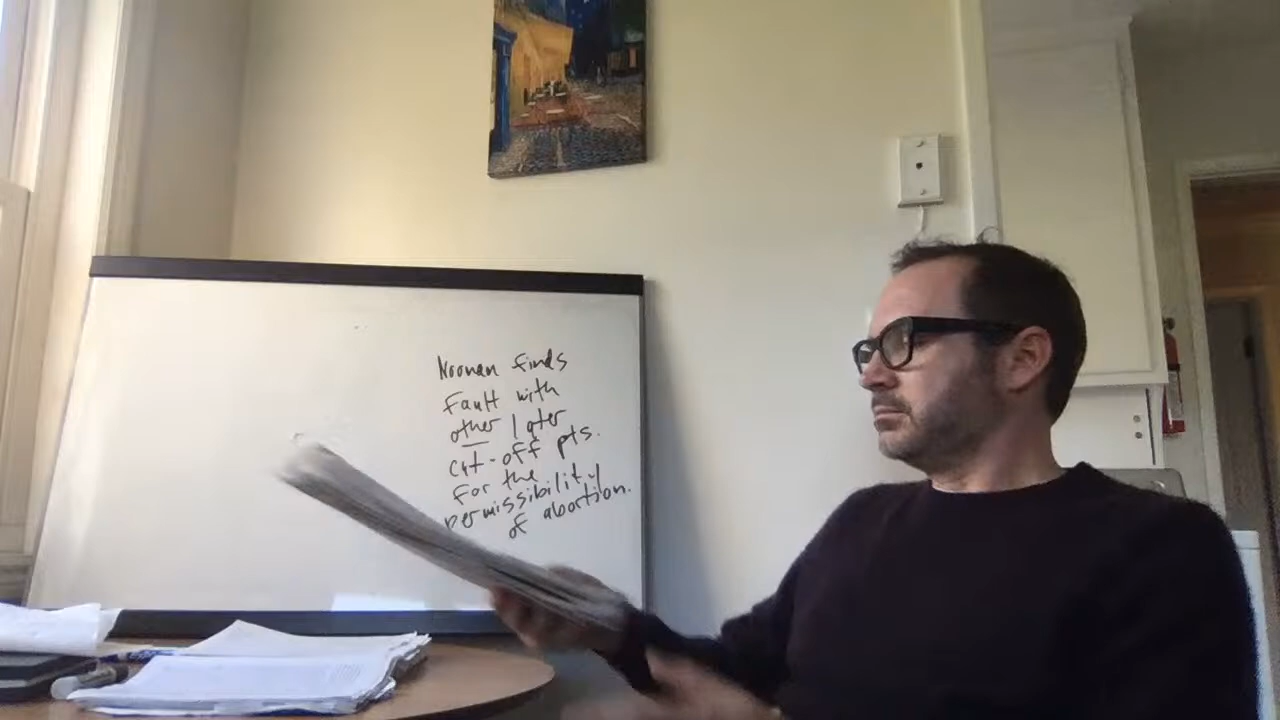 Noonan finds
fault with
other later
cut-off pts.
for the
permissibility
of abortion.